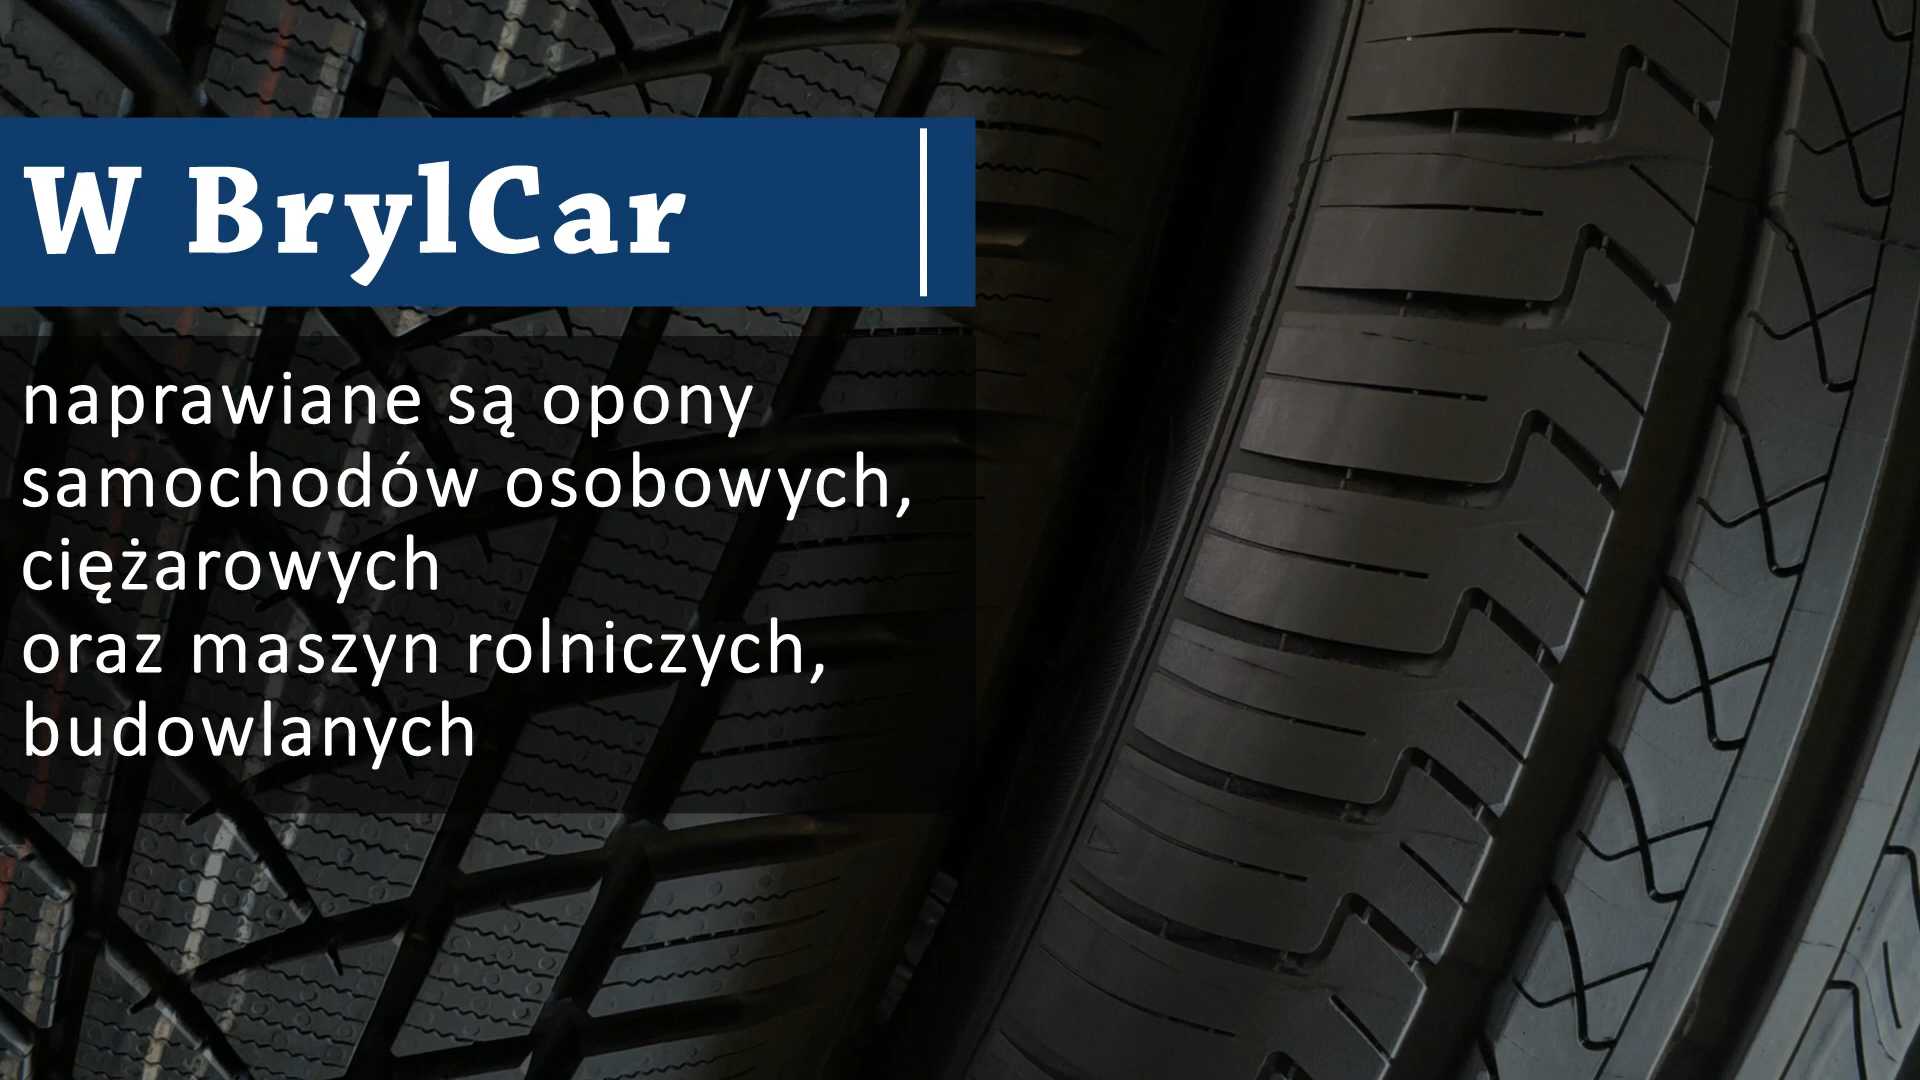 W BrylCar
naprawiane są opony
samochodów osobowych,
ciężarowych
oraz maszyn rolniczych,
budowlanych